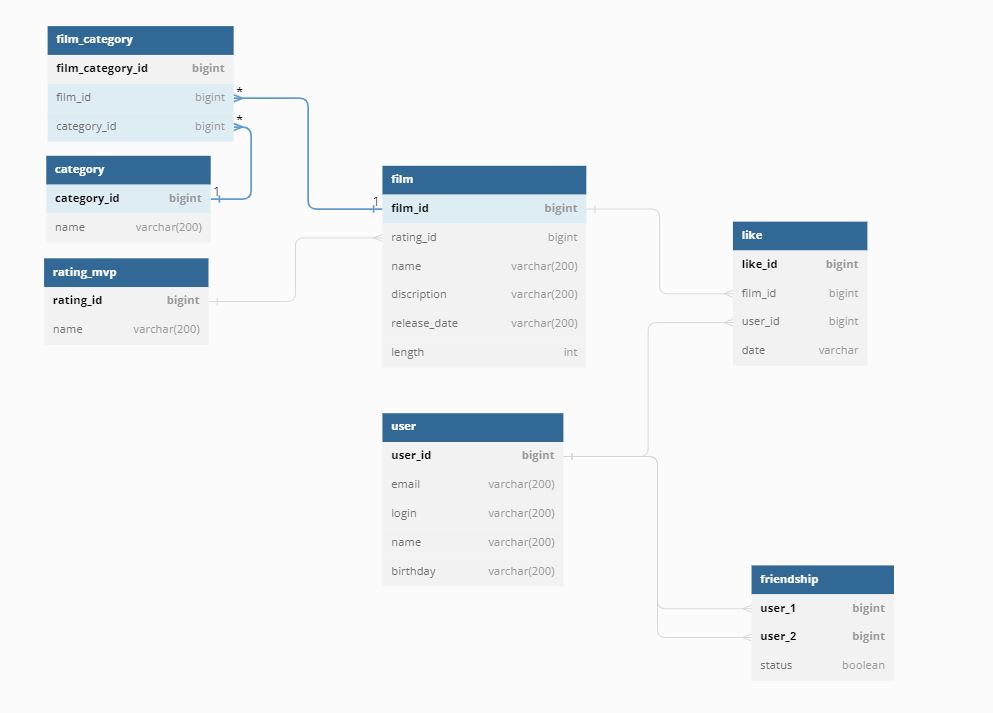 film_category
film_category_id bigint
film_id bigint *
category_id bigint *
category
category_id bigint 1
name varchar(200)
rating_mvp
rating_id bigint
name varchar(200)
film
1 film_id bigint
rating_id bigint
name varchar(200)
discription varchar(200)
release_date varchar(200)
length int
like
like_id bigint
film_id bigint
user_id bigint
date varchar
user
user_id bigint
email varchar(200)
login varchar(200)
name varchar(200)
birthday varchar(200)
friendship
user_1 bigint
user_2 bigint
status boolean